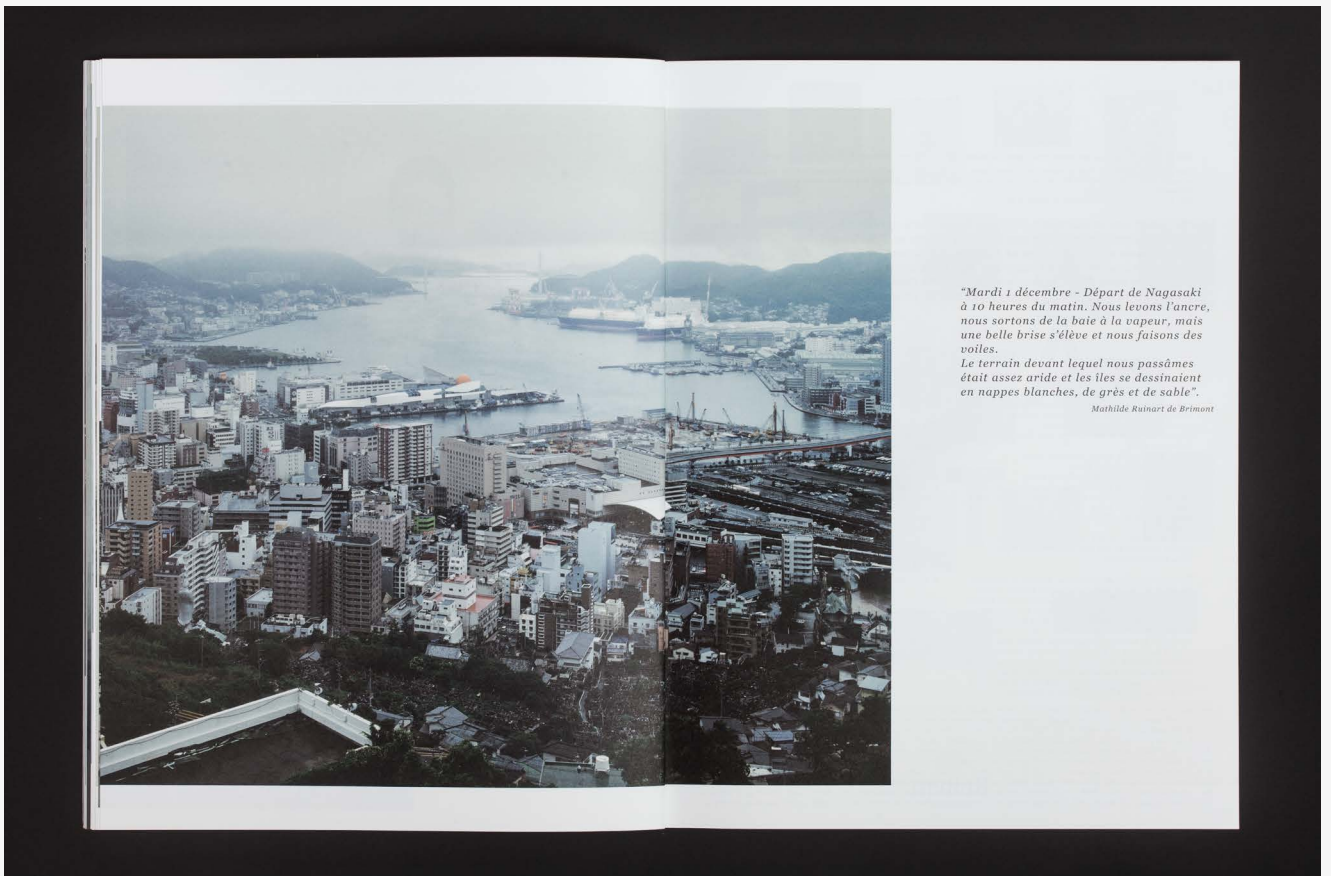 “Mardi 1 décembre - Départ de Nagasaki
à 10 heures du matin. Nous levons l’ancre,
nous sortons de la baie à la vapeur, mais
une belle brise s’élève et nous faisons des
voiles.
Le terrain devant lequel nous passâmes
était assez aride et les îles se dessinaient
en nappes blanches, de grès et de sable”.
Mathilde Ruinart de Brimont